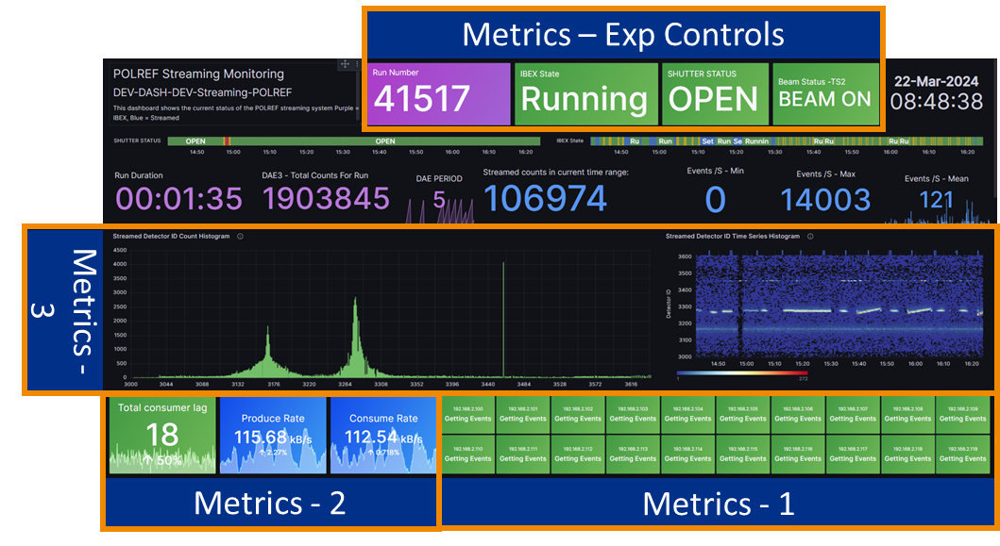 Metrics – Exp Controls
POLREF Streaming Monitoring
DEV-DASH-DEV-Streaming-POLREF
This dashboard shows the current status of the POLREF streaming system Purple =
IBEX, Blue = Streamed
Run Number
41517
IBEX State
Running
SHUTTER STATUS
OPEN
Beam Status -TS2
BEAM ON
22-Mar-2024
08:48:38
SHUTTER STATUS
OPEN OPEN
14:50 15:00 15:10 15:20 15:30 15:40 15:50 16:00 16:10 16:20
IBEX State
Ru Run Set Run Se Runnin Ru Ru Ru Ru
14:50 15:00 15:10 15:20 15:30 15:40 15:50 16:00 16:10 16:20
Run Duration
00:01:35
DAE3 - Total Counts For Run
1903845
DAE PERIOD
5
Streamed counts in current time range:
106974
Events /S - Min
0
Events /S - Max
14003
Events /S - Mean
121
Metrics -
3
Streamed Detector ID Count Histogram
4500
4000
3500
3000
2500
2000
1500
1000
500
0
3000 3044 3088 3132 3176 3220 3264 3308 3352 3396 3440 3484 3528 3572 3616
Streamed Detector ID Time Series Histogram
Detector ID
3600
3500
3400
3300
3200
3100
3000
14:50 15:00 15:10 15:20 15:30 15:40 15:50 16:00 16:10 16:20
1 272
Total consumer lag
18
50%
Produce Rate
115.68 kB/s
2.27%
Consume Rate
112.54 kB/s
0.718%
192.168.2.100 192.168.2.101 192.168.2.102 192.168.2.103 192.168.2.104 192.168.2.105 192.168.2.106 192.168.2.107 192.168.2.108 192.168.2.109
Getting Events Getting Events Getting Events Getting Events Getting Events Getting Events Getting Events Getting Events Getting Events Getting Events
192.168.2.110 192.168.2.111 192.168.2.112 192.168.2.113 192.168.2.114 192.168.2.115 192.168.2.116 192.168.2.117 192.168.2.118 192.168.2.119
Getting Events Getting Events Getting Events Getting Events Getting Events Getting Events Getting Events Getting Events Getting Events Getting Events
Metrics - 2
Metrics - 1